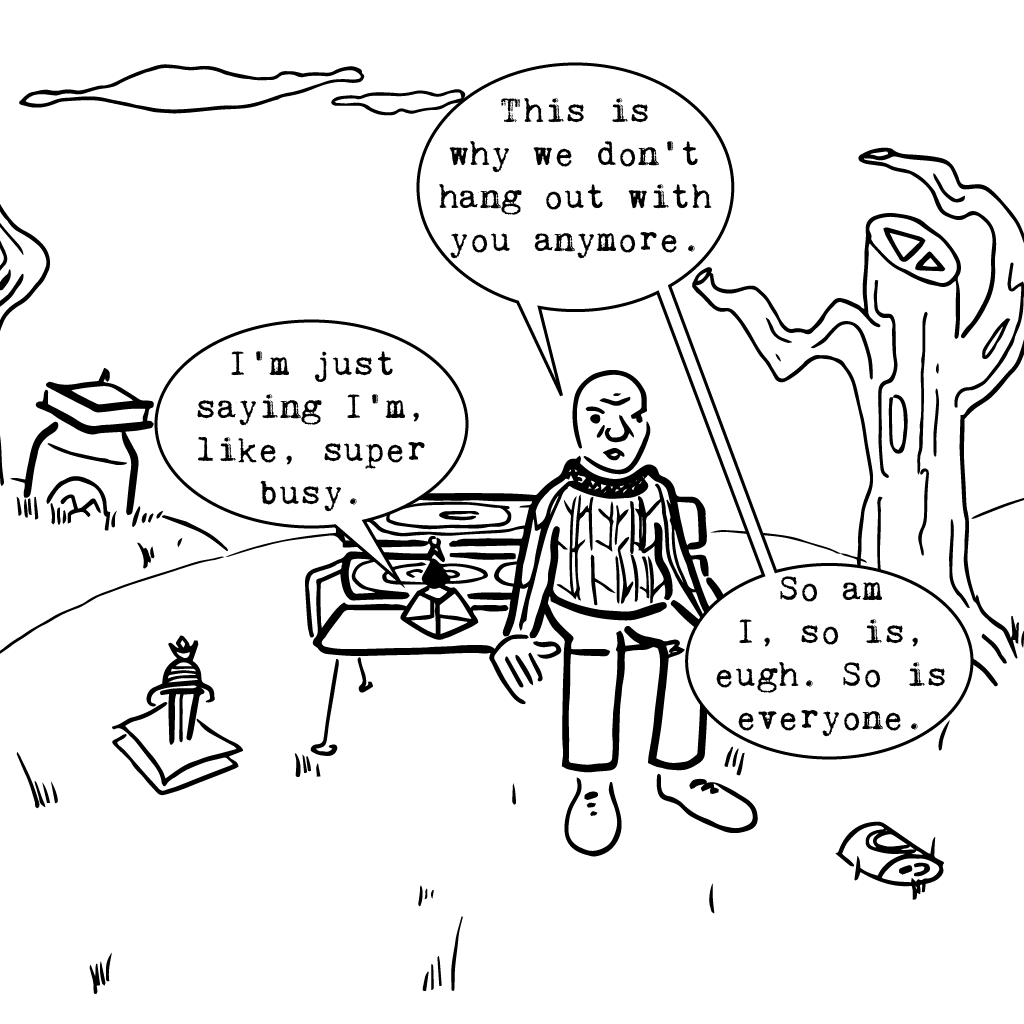 I'm just
saying I'm,
like, super
busy.
This is
why we don't
hang out with
you anymore.
So am
I, so is,
eugh. So is
everyone.